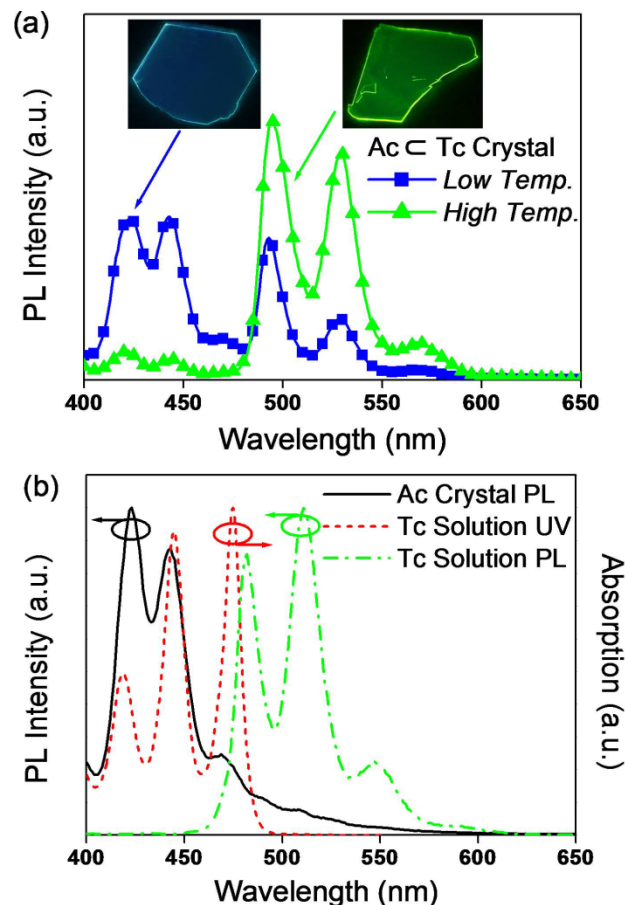 (a)
Ac ⊂ Tc Crystal
Low Temp.
High Temp.
PL Intensity (a.u.)
400 450 500 550 600 650
Wavelength (nm)
(b)
Ac Crystal PL
Tc Solution UV
Tc Solution PL
PL Intensity (a.u.)
Absorption (a.u.)
400 450 500 550 600 650
Wavelength (nm)